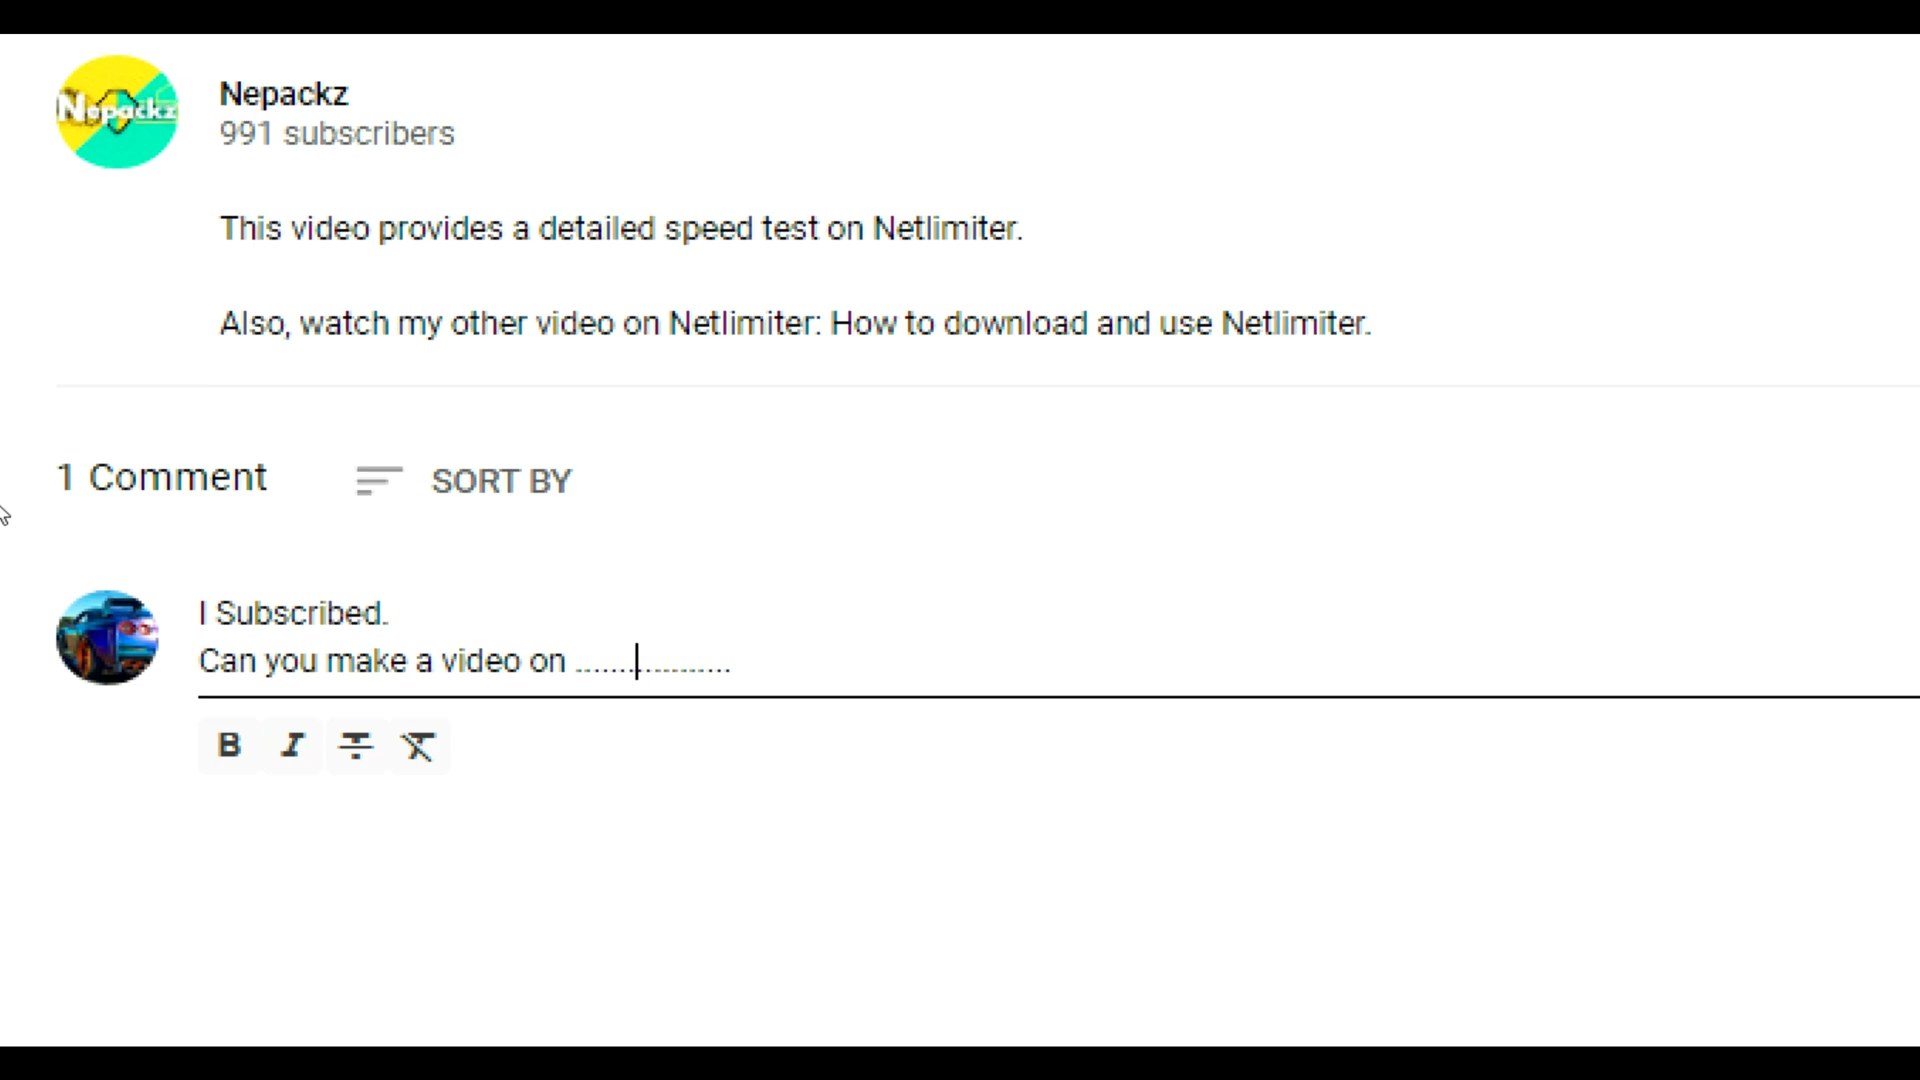 Nepackz
Nepackz
991 subscribers
This video provides a detailed speed test on Netlimiter.
Also, watch my other video on Netlimiter: How to download and use Netlimiter.
1 Comment
SORT BY
I Subscribed.
Can you make a video on ...................
B I T T